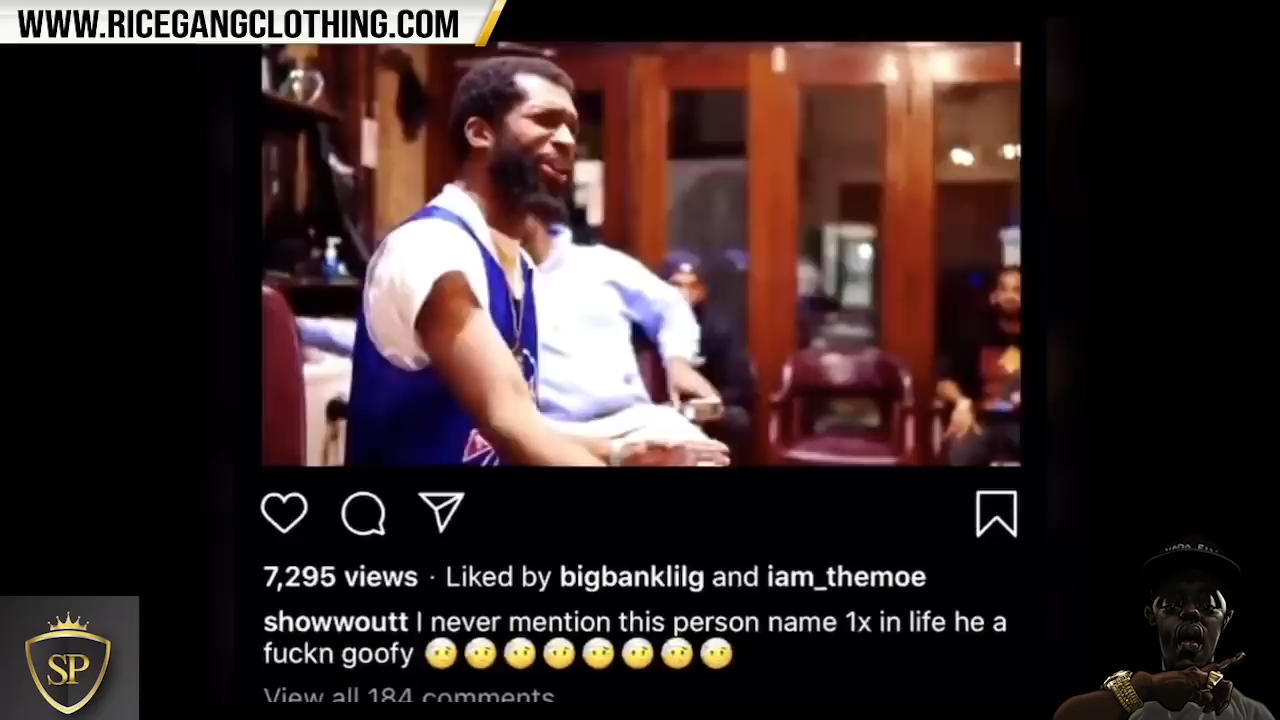 WWW.RICEGANGCLOTHING.COM
7,295 views · Liked by bigbanklilg and iam_themoe
showwoutt I never mention this person name 1x in life he a
fuckn goofy 🤕🤕🤕🤕🤕🤕🤕🤕
View all 184 comments
SP